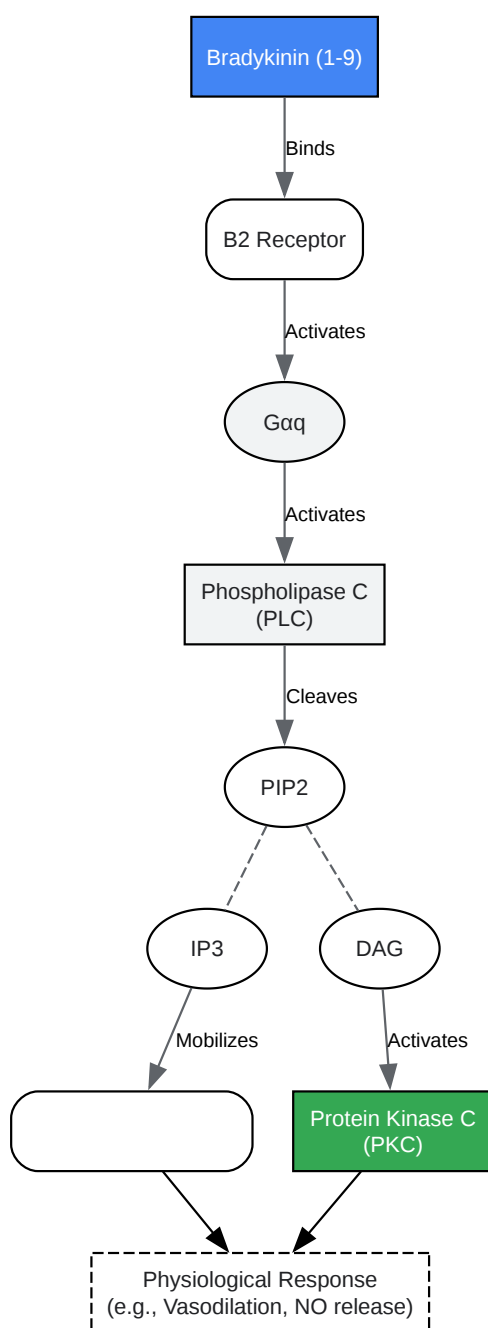 Bradykinin (1-9)
Binds
B2 Receptor
Activates
Gαq
Activates
Phospholipase C
(PLC)
Cleaves
PIP2
IP3
DAG
Mobilizes
Activates
Protein Kinase C
(PKC)
Physiological Response
(e.g., Vasodilation, NO release)